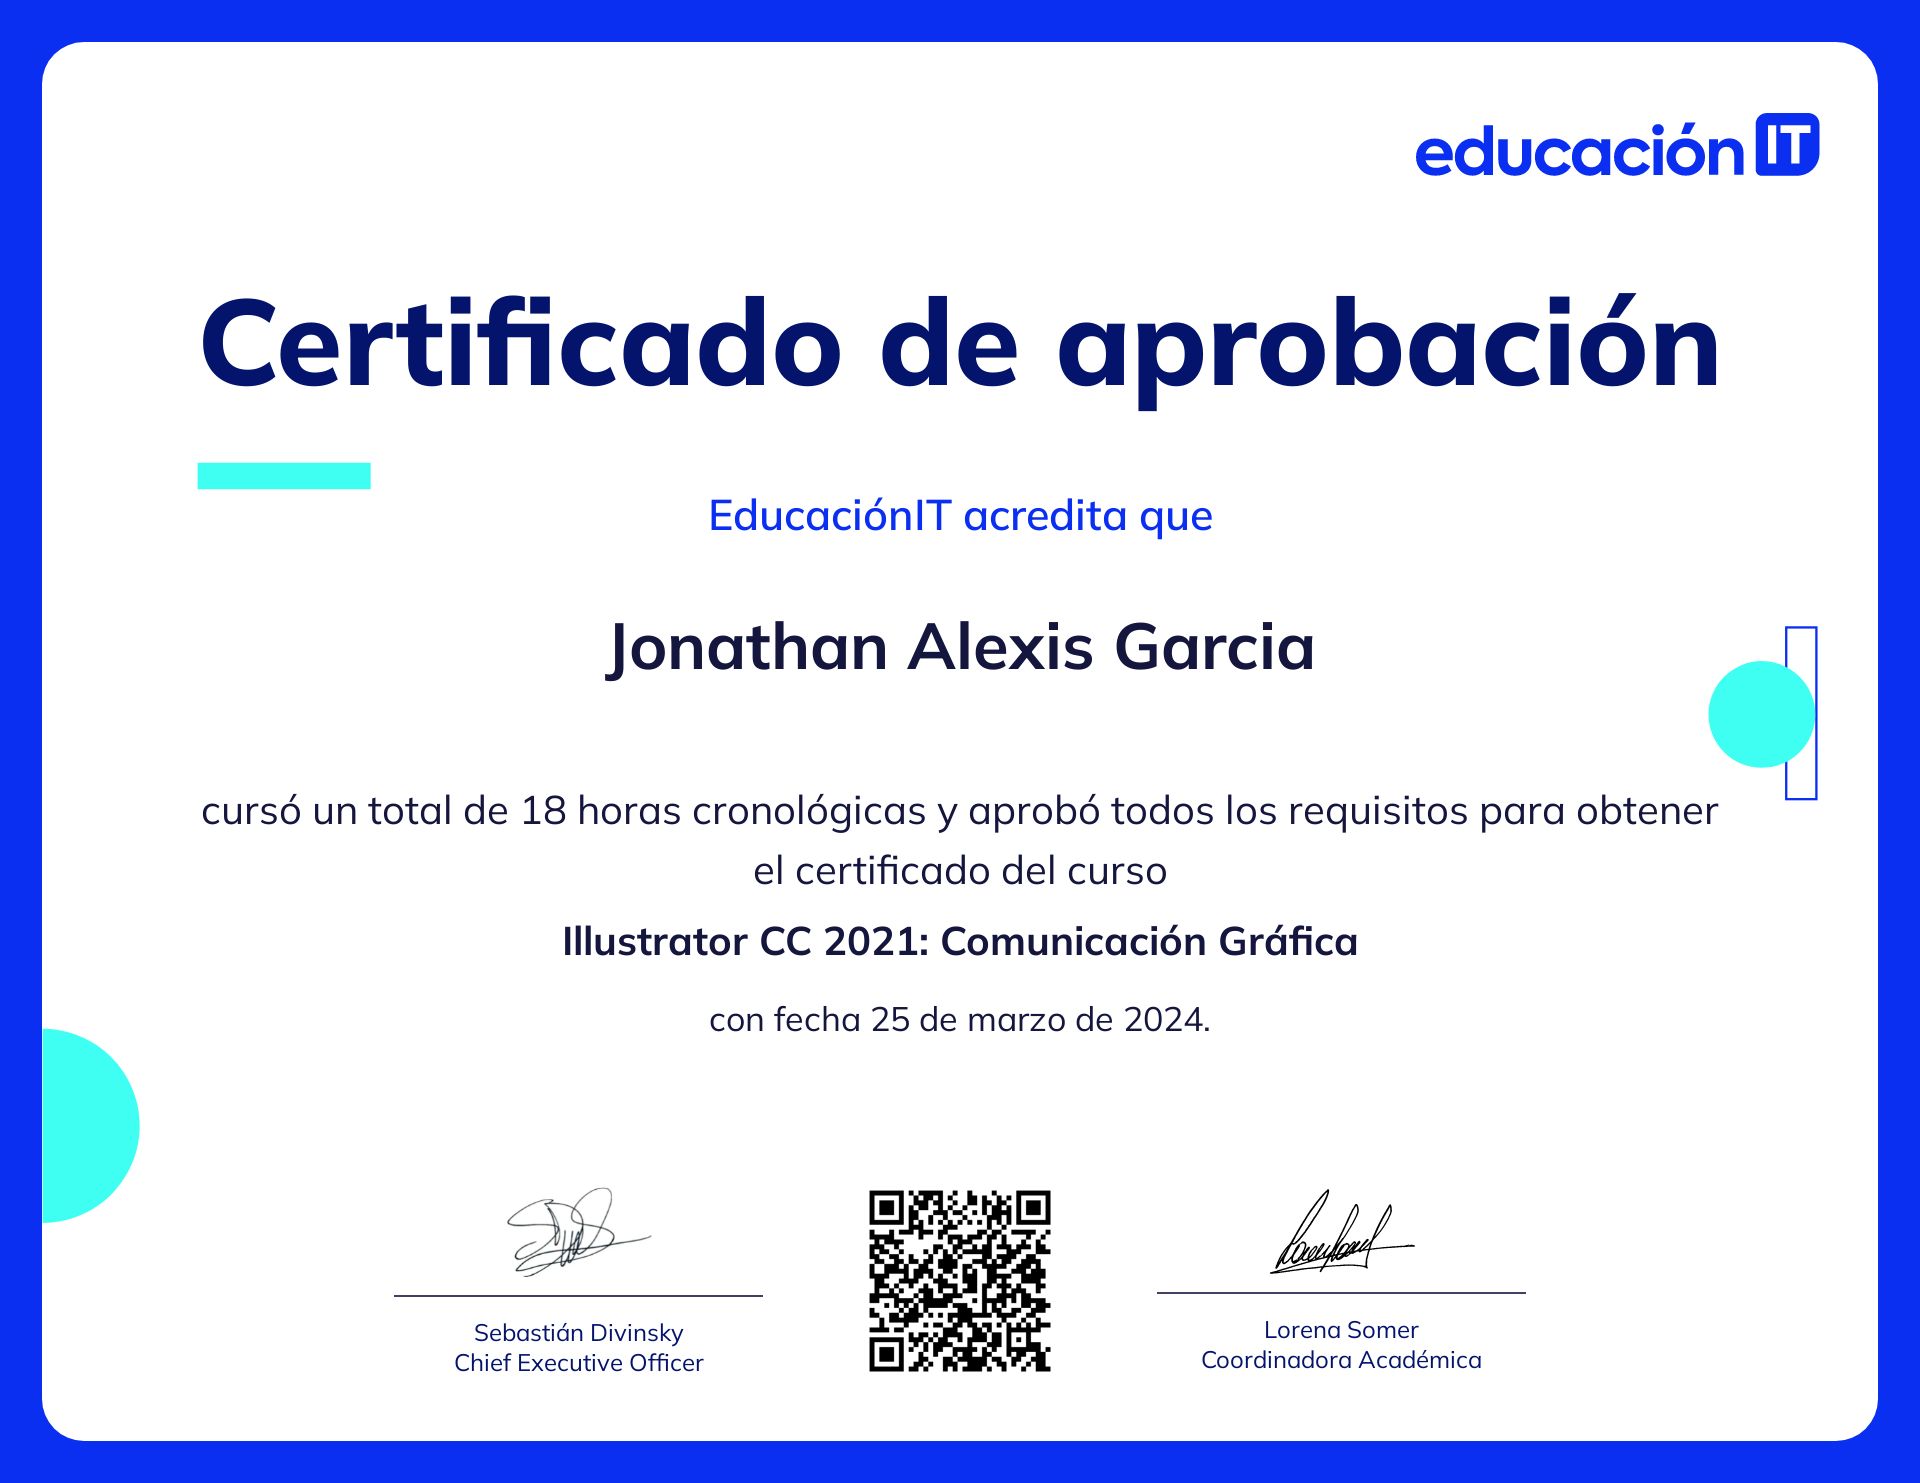 educación IT
Certificado de aprobación
EducaciónIT acredita que
Jonathan Alexis Garcia
cursó un total de 18 horas cronológicas y aprobó todos los requisitos para obtener
el certificado del curso
Illustrator CC 2021: Comunicación Gráfica
con fecha 25 de marzo de 2024.
Sebastián Divinsky
Chief Executive Officer
Lorena Somer
Coordinadora Académica